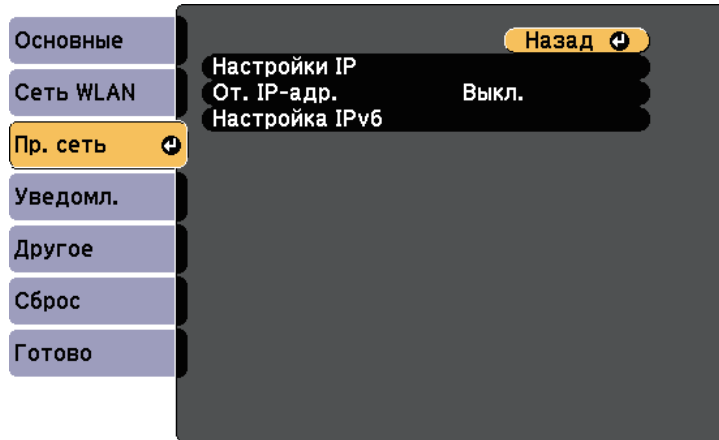 Основные
Сеть WLAN
Пр. сеть
Уведомл.
Другое
Сброс
Готово
Назад
Настройки IP
От. IP-адр. Выкл.
Настройка IPv6